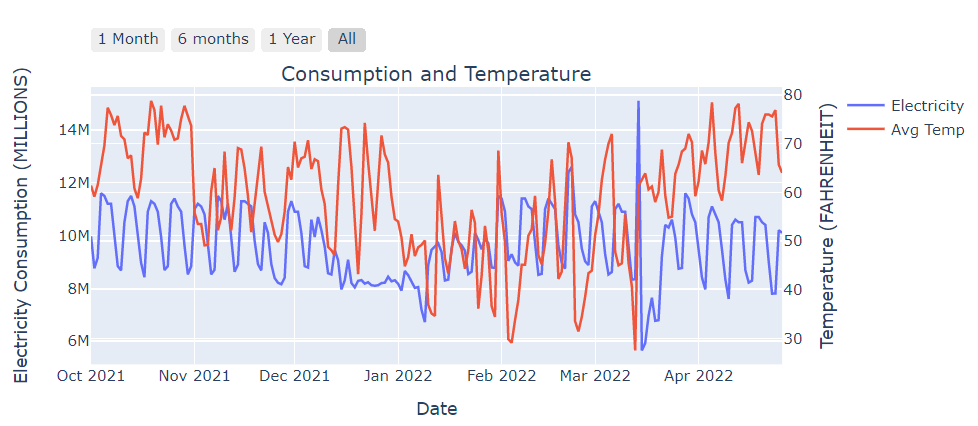 1 Month 6 months 1 Year All
Consumption and Temperature
Electricity Consumption (MILLIONS)
14M
12M
10M
8M
6M
80
70
60
50
40
30
Temperature (FAHRENHEIT)
Electricity
Avg Temp
Oct 2021 Nov 2021 Dec 2021 Jan 2022 Feb 2022 Mar 2022 Apr 2022
Date